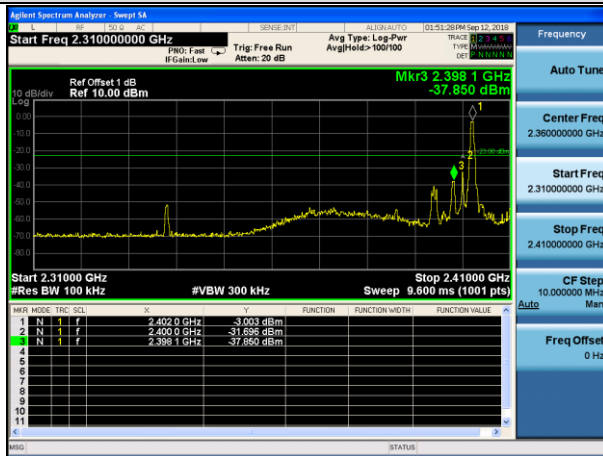 Agilent Spectrum Analyzer - Swept SA
L RF 50 Ω AC SENSE:INT ALIGNAUTO 01:51:28 PM Sep 12, 2018
Start Freq 2.310000000 GHz
PNO: Fast
IFGain:Low
Trig: Free Run
Atten: 20 dB
Avg Type: Log-Pwr
Avg|Hold:>100/100
TRACE 1 2 3 4 5 6
TYPE M
DET P N N N N N
Mkr3 2.398 1 GHz
-37.850 dBm
Ref Offset 1 dB
10 dB/div Ref 10.00 dBm
Log
0.00
-10.0
-20.0
-30.0
-40.0
-50.0
-60.0
-70.0
-80.0
1
-23.00 dBm
2
3
Start 2.31000 GHz Stop 2.41000 GHz
#Res BW 100 kHz #VBW 300 kHz Sweep 9.600 ms (1001 pts)
MKR MODE TRC SCL X Y FUNCTION FUNCTION WIDTH FUNCTION VALUE
1 N 1 f 2.402 0 GHz -3.003 dBm
2 N 1 f 2.400 0 GHz -31.696 dBm
3 N 1 f 2.398 1 GHz -37.850 dBm
4
5
6
7
8
9
10
11
MSG STATUS
Frequency
Auto Tune
Center Freq
2.360000000 GHz
Start Freq
2.310000000 GHz
Stop Freq
2.410000000 GHz
CF Step
10.000000 MHz
Auto Man
Freq Offset
0 Hz